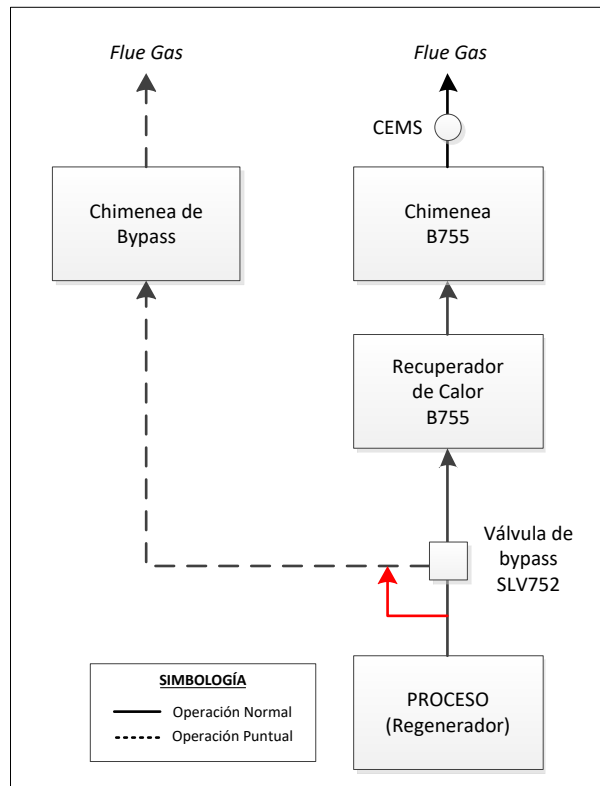 Flue Gas
Flue Gas
CEMS
Chimenea de
Bypass
Chimenea
B755
Recuperador
de Calor
B755
Válvula de
bypass
SLV752
SIMBOLOGÍA
Operación Normal
Operación Puntual
PROCESO
(Regenerador)